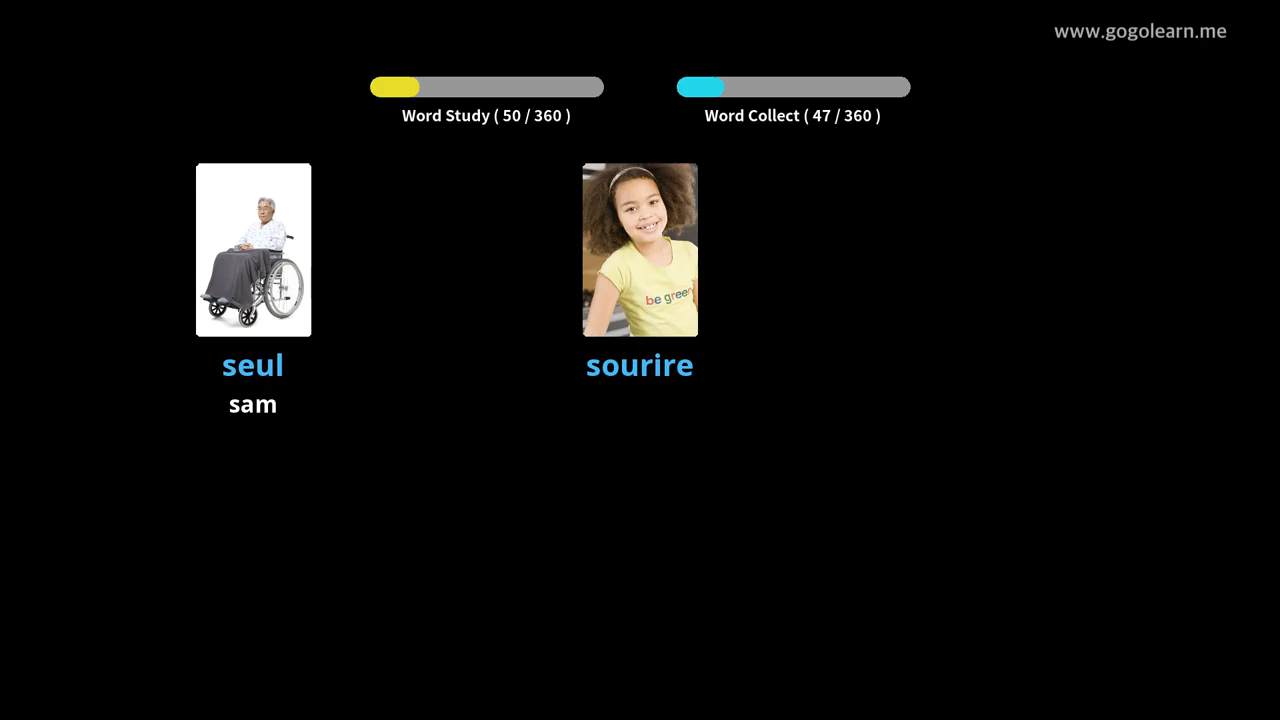 www.gogolearn.me
Word Study ( 50 / 360 )
Word Collect ( 47 / 360 )
be green
seul
sourire
sam